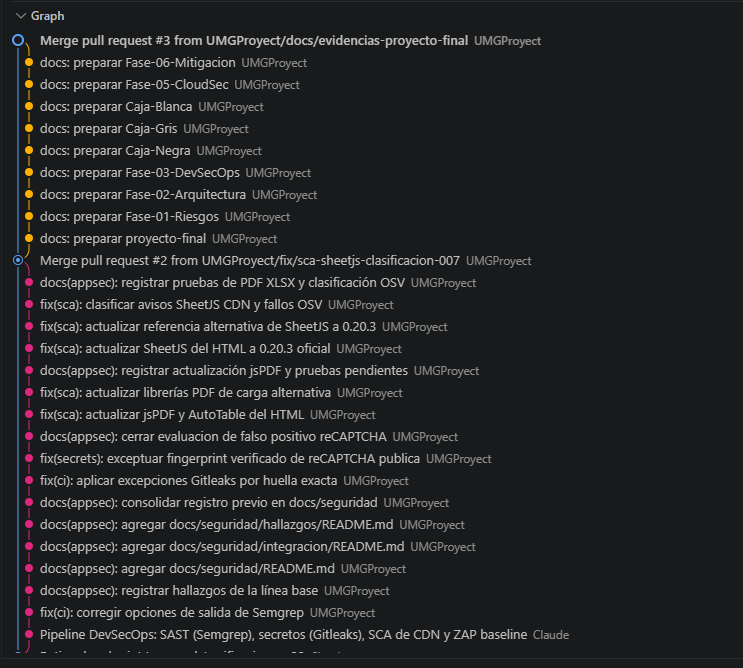 Graph
Merge pull request #3 from UMGProyect/docs/evidencias-proyecto-final UMGProyect
docs: preparar Fase-06-Mitigacion UMGProyect
docs: preparar Fase-05-CloudSec UMGProyect
docs: preparar Caja-Blanca UMGProyect
docs: preparar Caja-Gris UMGProyect
docs: preparar Caja-Negra UMGProyect
docs: preparar Fase-03-DevSecOps UMGProyect
docs: preparar Fase-02-Arquitectura UMGProyect
docs: preparar Fase-01-Riesgos UMGProyect
docs: preparar proyecto-final UMGProyect
Merge pull request #2 from UMGProyect/fix/sca-sheetjs-clasificacion-007 UMGProyect
docs(appsec): registrar pruebas de PDF XLSX y clasificación OSV UMGProyect
fix(sca): clasificar avisos SheetJS CDN y fallos OSV UMGProyect
fix(sca): actualizar referencia alternativa de SheetJS a 0.20.3 UMGProyect
fix(sca): actualizar SheetJS del HTML a 0.20.3 oficial UMGProyect
docs(appsec): registrar actualización jsPDF y pruebas pendientes UMGProyect
fix(sca): actualizar librerías PDF de carga alternativa UMGProyect
fix(sca): actualizar jsPDF y AutoTable del HTML UMGProyect
docs(appsec): cerrar evaluacion de falso positivo reCAPTCHA UMGProyect
fix(secrets): exceptuar fingerprint verificado de reCAPTCHA publica UMGProyect
fix(ci): aplicar excepciones Gitleaks por huella exacta UMGProyect
docs(appsec): consolidar registro previo en docs/seguridad UMGProyect
docs(appsec): agregar docs/seguridad/hallazgos/README.md UMGProyect
docs(appsec): agregar docs/seguridad/integracion/README.md UMGProyect
docs(appsec): agregar docs/seguridad/README.md UMGProyect
docs(appsec): registrar hallazgos de la línea base UMGProyect
fix(ci): corregir opciones de salida de Semgrep UMGProyect
Pipeline DevSecOps: SAST (Semgrep), secretos (Gitleaks), SCA de CDN y ZAP baseline Claude